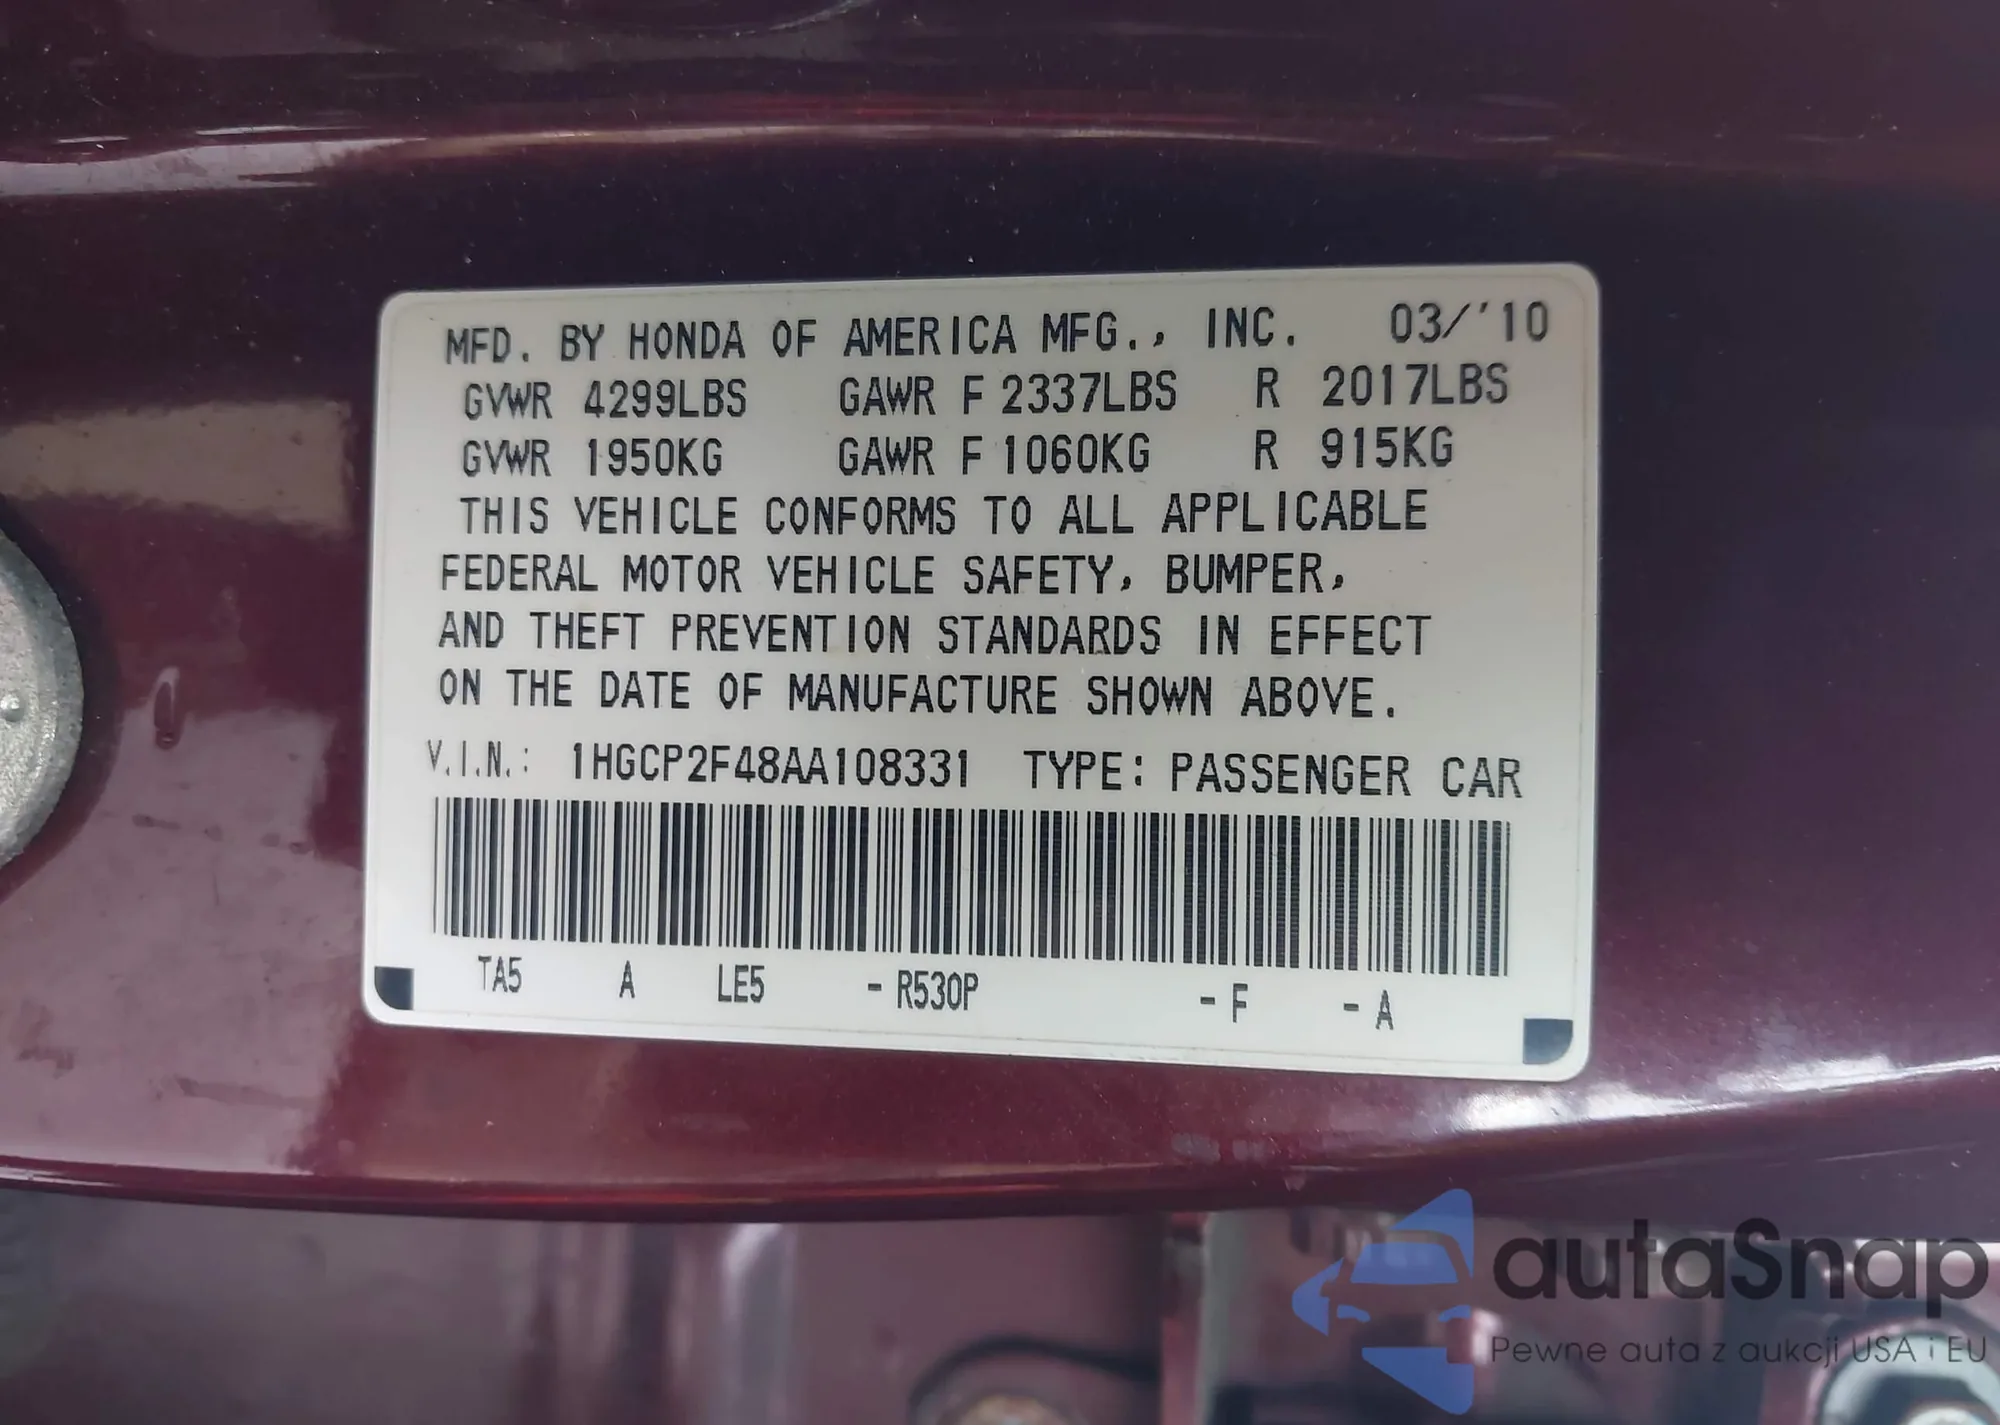 MFD. BY HONDA OF AMERICA MFG., INC. 03/'10
GVWR 4299LBS GAWR F 2337LBS R 2017LBS
GVWR 1950KG GAWR F 1060KG R 915KG
THIS VEHICLE CONFORMS TO ALL APPLICABLE
FEDERAL MOTOR VEHICLE SAFETY, BUMPER,
AND THEFT PREVENTION STANDARDS IN EFFECT
ON THE DATE OF MANUFACTURE SHOWN ABOVE.
V.I.N.: 1HGCP2F48AA108331 TYPE: PASSENGER CAR
TA5 A LE5 - R530P - F - A
autaSnap
Pewne auta z aukcji USA i EU